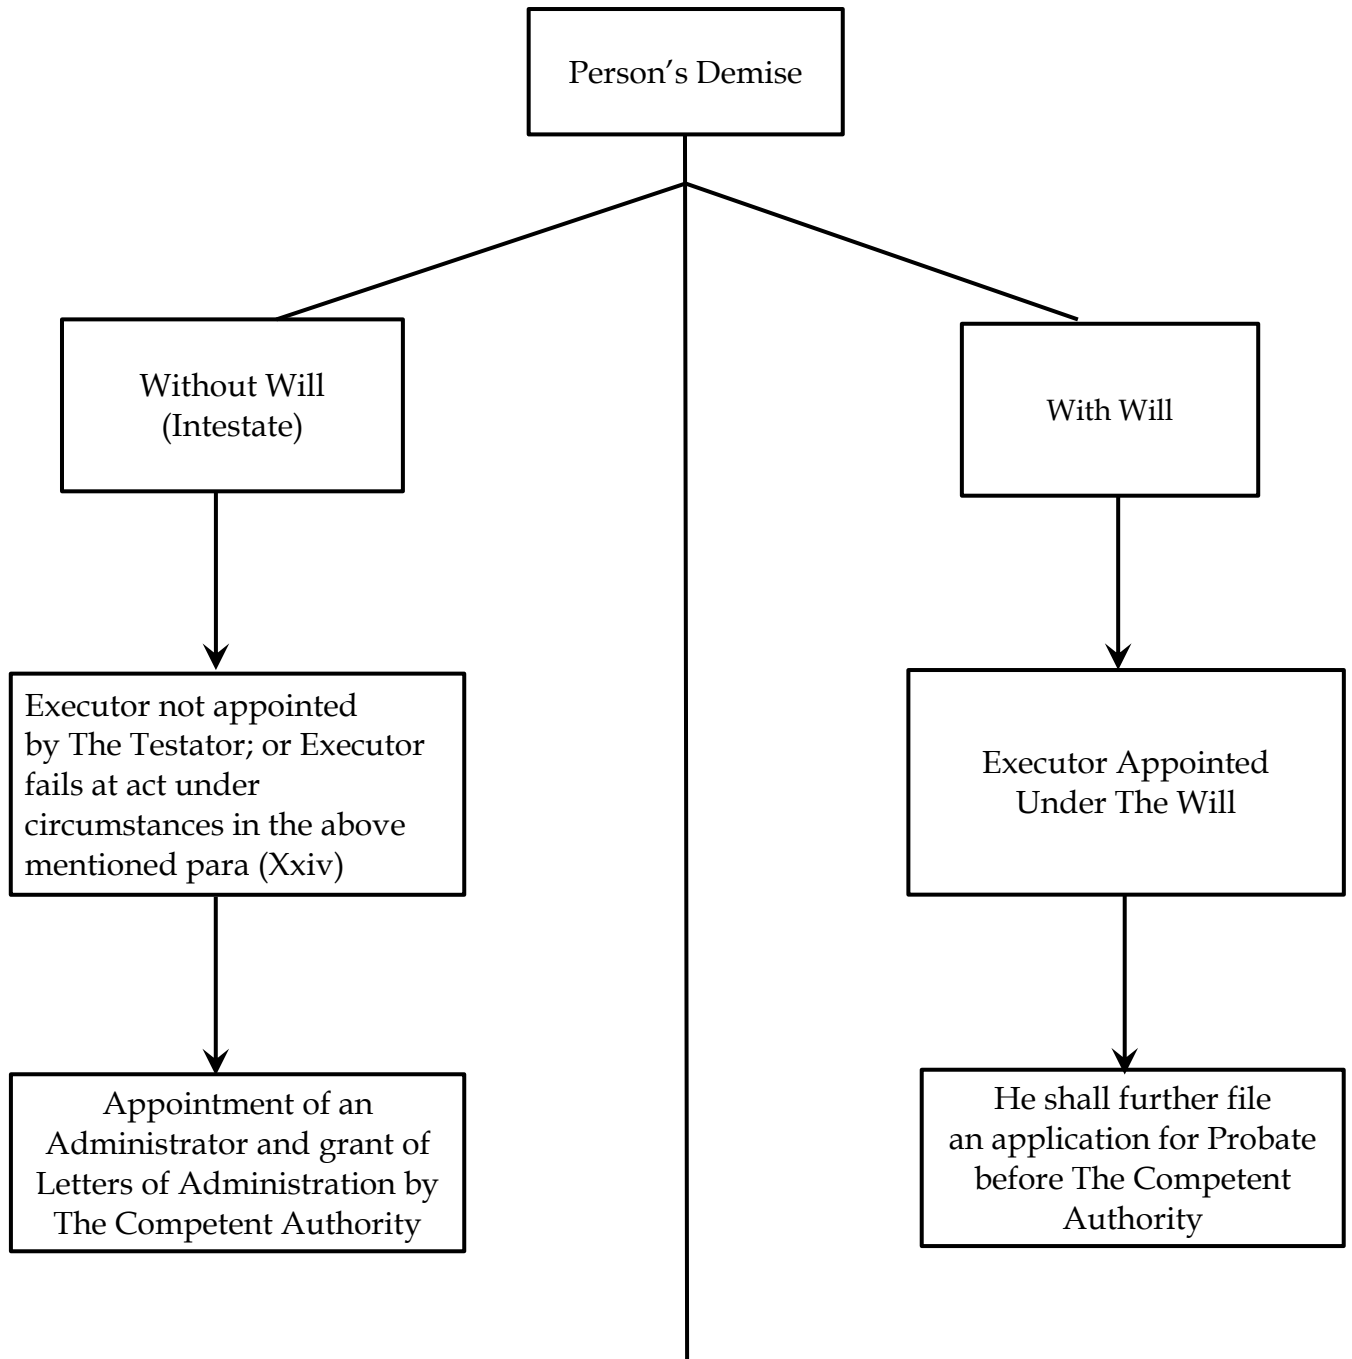 Person’s Demise
Without Will
(Intestate)
With Will
Executor not appointed
by The Testator; or Executor
fails at act under
circumstances in the above
mentioned para (Xxiv)
Executor Appointed
Under The Will
Appointment of an
Administrator and grant of
Letters of Administration by
The Competent Authority
He shall further file
an application for Probate
before The Competent
Authority